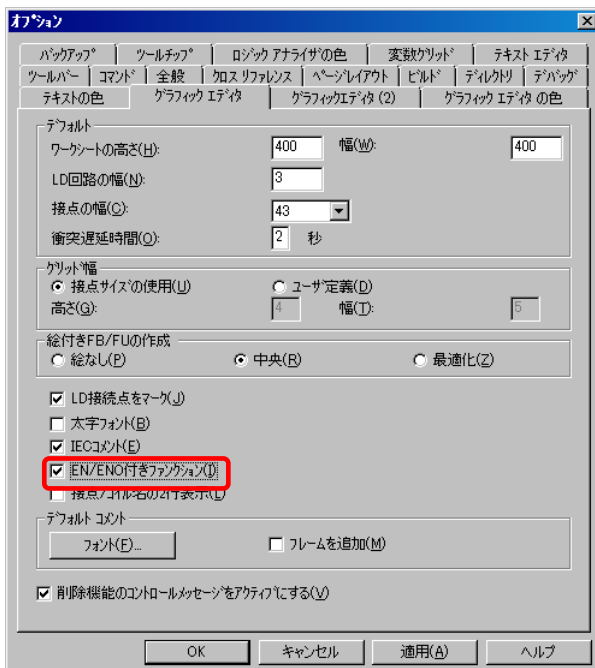 オプション
バックアップ ツールチップ ロジック アナライザの色 変数グリッド テキスト エディタ
ツールバー コマンド 全般 クロス リファレンス ページレイアウト ビルド ディレクトリ デバッグ
テキストの色 グラフィック エディタ グラフィックエディタ (2) グラフィック エディタ の色
デフォルト
ワークシートの高さ(H): 400 幅(W): 400
LD回路の幅(N): 3
接点の幅(C): 43
衝突遅延時間(O): 2 秒
グリッド幅
接点サイズの使用(U) ユーザ定義(D)
高さ(G): 4 幅(T): 5
絵付きFB/FUの作成
絵なし(P) 中央(R) 最適化(Z)
LD接続点をマーク(J)
太字フォント(B)
IECコメント(E)
EN/ENO付きファンクション(I)
接点/コイル名の2行表示(L)
デフォルト コメント
フォント(F)... フレームを追加(M)
削除機能のコントロールメッセージをアクティブにする(V)
OK キャンセル 適用(A) ヘルプ